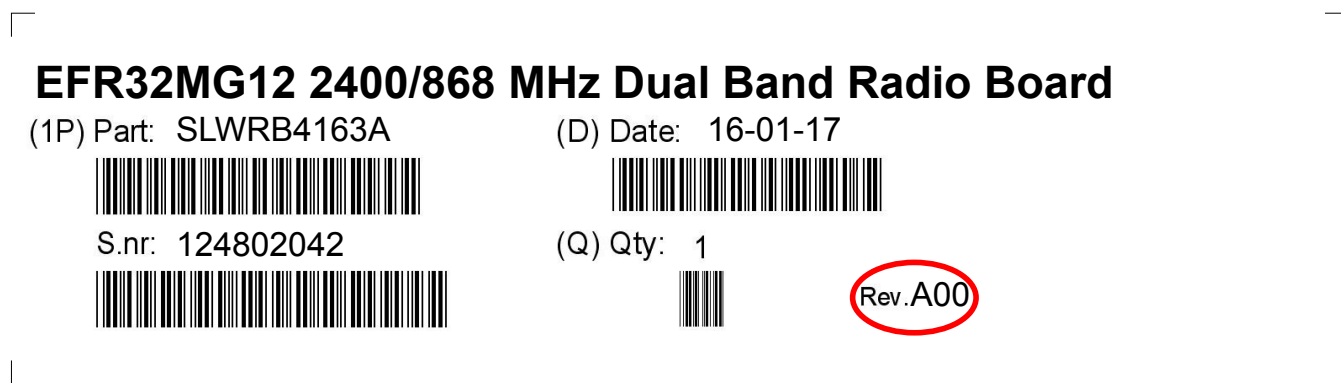 EFR32MG12 2400/868 MHz Dual Band Radio Board
(1P) Part: SLWRB4163A (D) Date: 16-01-17
S.nr: 124802042 (Q) Qty: 1
Rev.A00